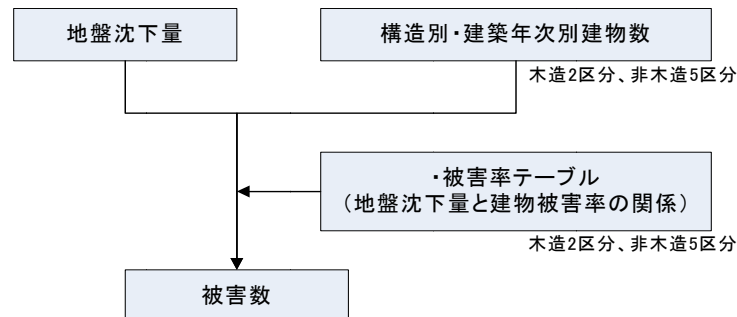 地盤沈下量
構造別・建築年次別建物数
木造2区分、非木造5区分
・被害率テーブル
（地盤沈下量と建物被害率の関係）
木造2区分、非木造5区分
被害数